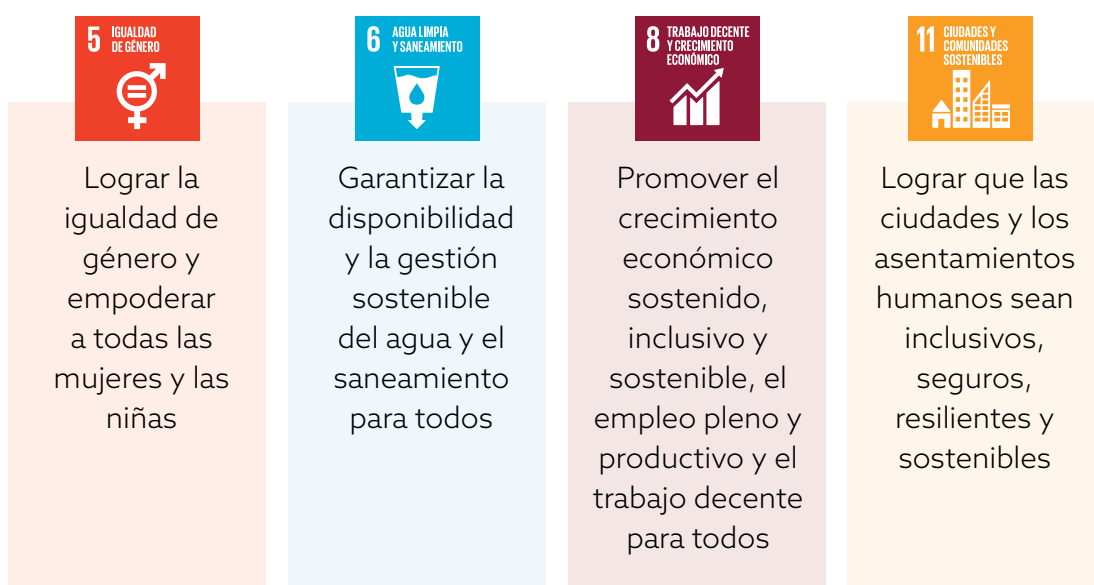 5 IGUALDAD
DE GÉNERO
Lograr la
igualdad de
género y
empoderar
a todas las
mujeres y las
niñas
6 AGUA LIMPIA
Y SANEAMIENTO
Garantizar la
disponibilidad
y la gestión
sostenible
del agua y el
saneamiento
para todos
8 TRABAJO DECENTE
Y CRECIMIENTO
ECONÓMICO
Promover el
crecimiento
económico
sostenido,
inclusivo y
sostenible, el
empleo pleno y
productivo y el
trabajo decente
para todos
11 CIUDADES Y
COMUNIDADES
SOSTENIBLES
Lograr que las
ciudades y los
asentamientos
humanos sean
inclusivos,
seguros,
resilientes y
sostenibles